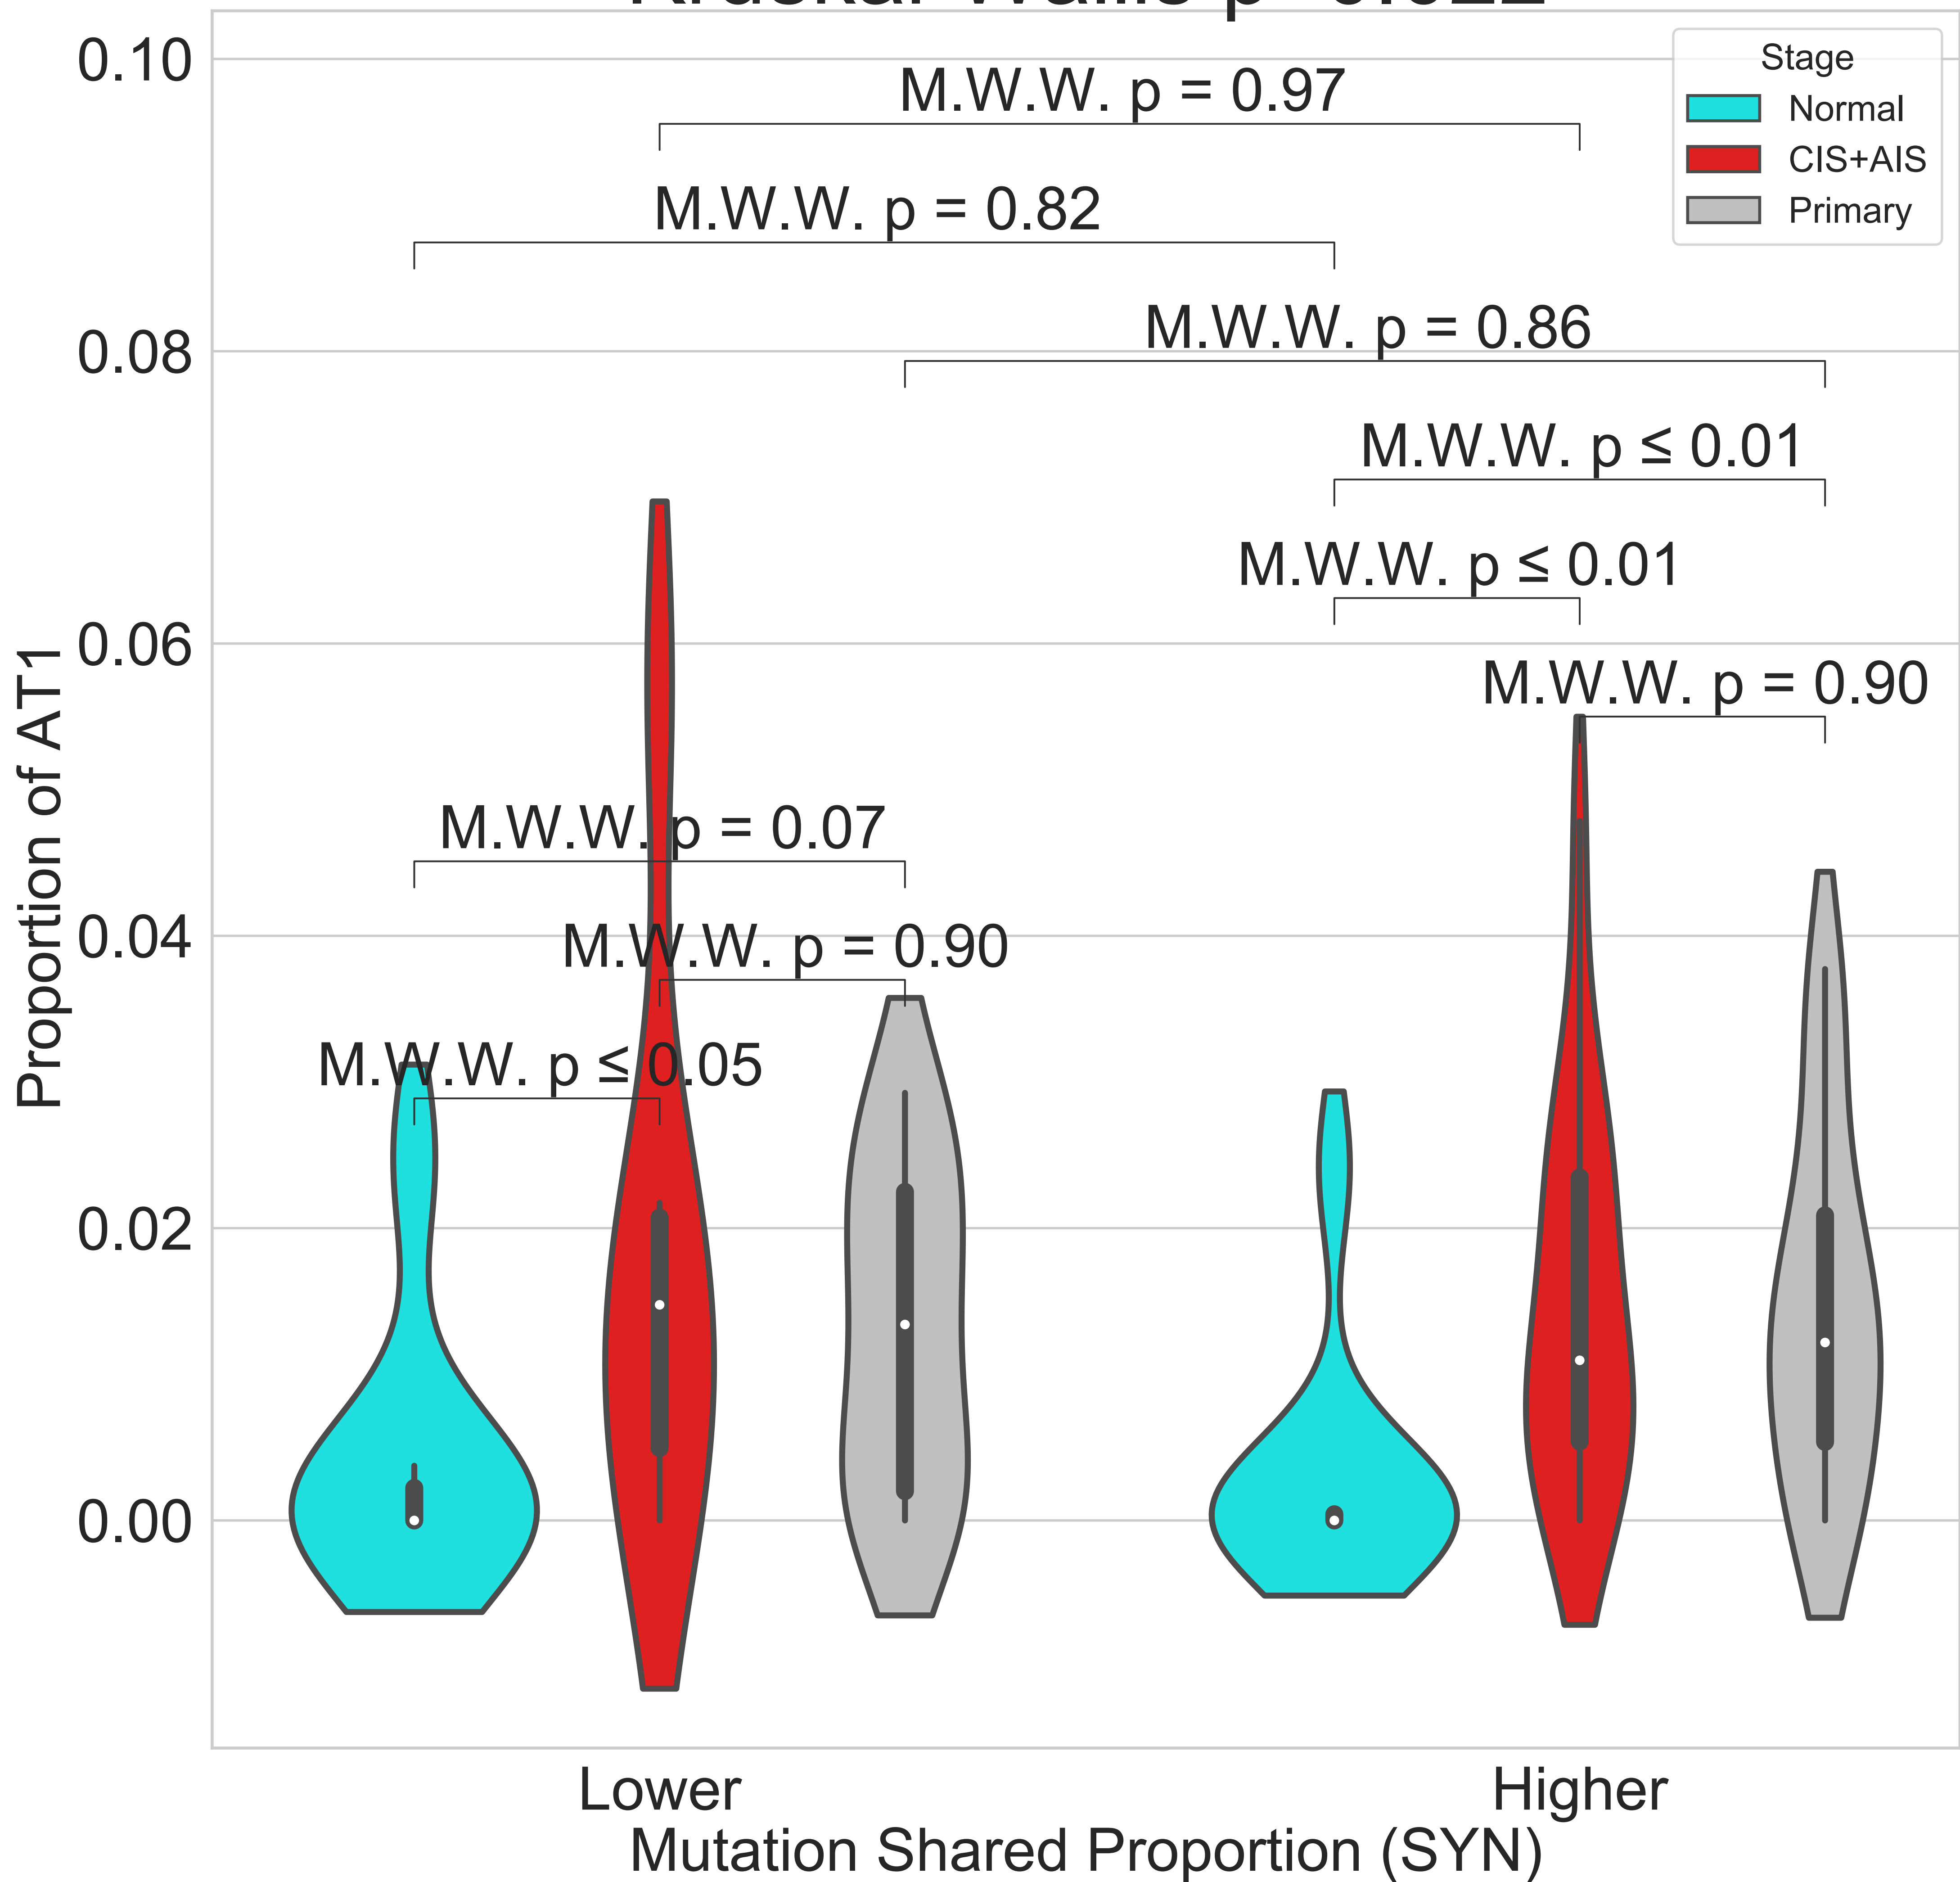 0.10
0.08
0.06
0.04
0.02
0.00
Proportion of AT1
Stage
Normal
CIS+AIS
Primary
M.W.W. p = 0.97
M.W.W. p = 0.82
M.W.W. p = 0.86
M.W.W. p ≤ 0.01
M.W.W. p ≤ 0.01
M.W.W. p = 0.90
M.W.W. p = 0.07
M.W.W. p = 0.90
M.W.W. p ≤ 0.05
Lower
Higher
Mutation Shared Proportion (SYN)